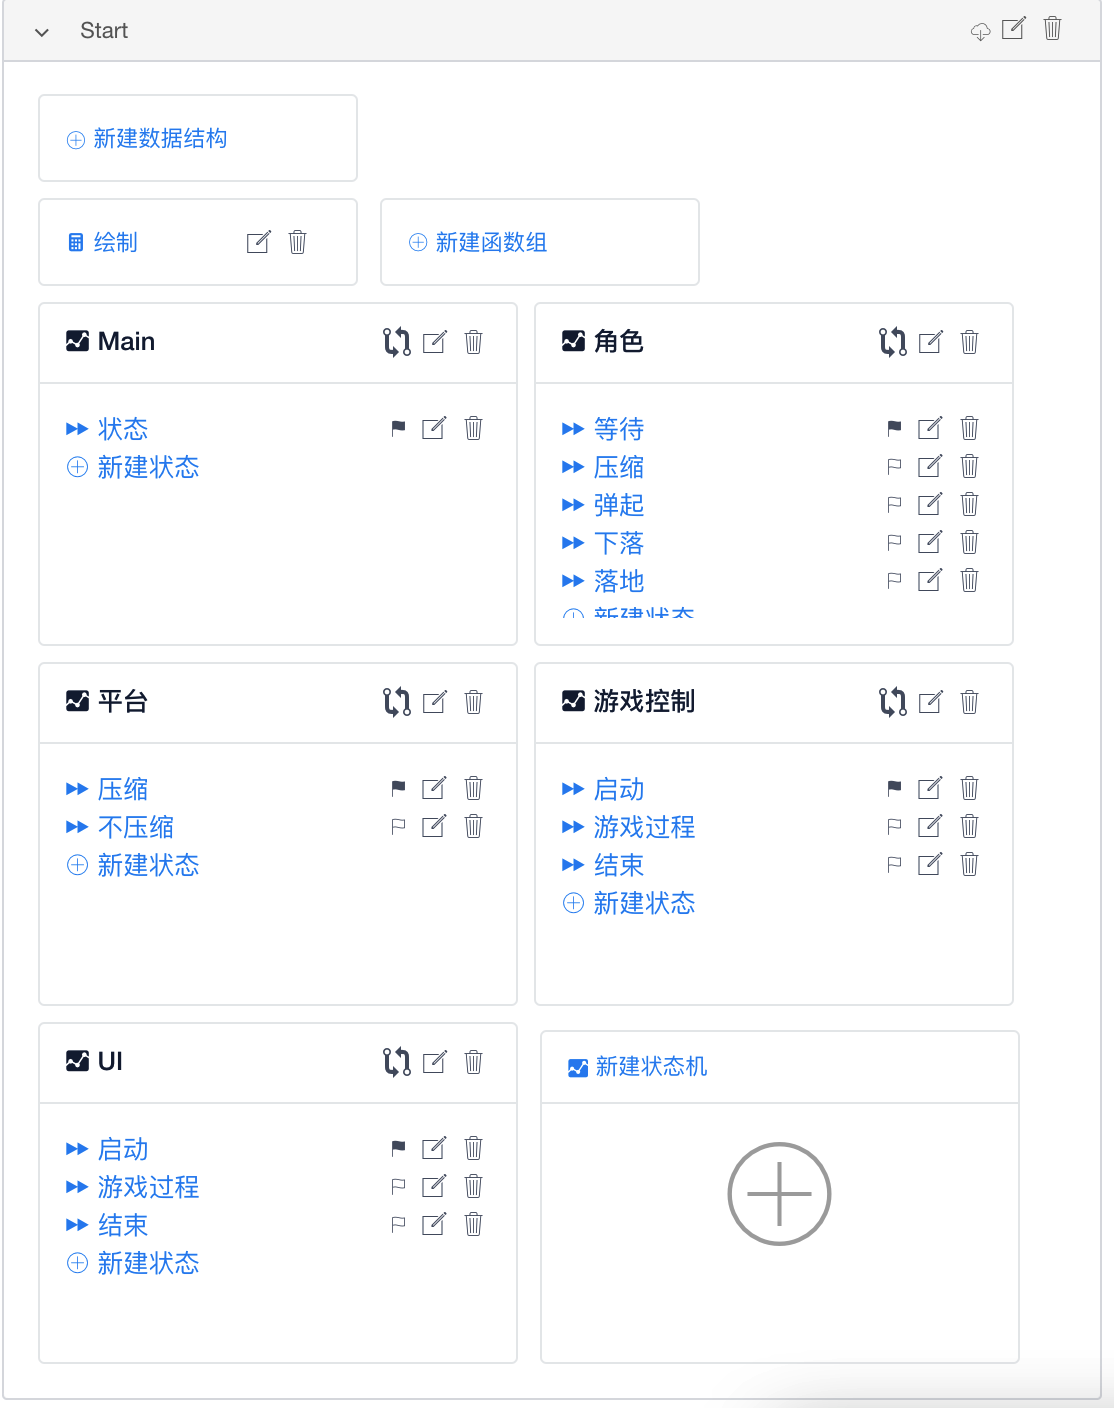 Start
新建数据结构
绘制
新建函数组
Main
状态
新建状态
角色
等待
压缩
弹起
下落
落地
新建状态
平台
压缩
不压缩
新建状态
游戏控制
启动
游戏过程
结束
新建状态
UI
启动
游戏过程
结束
新建状态
新建状态机